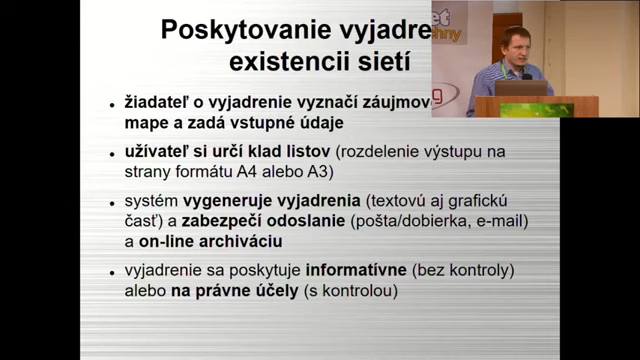 Poskytovanie
existencii sietí
žiadateľ o vyjadrenie vyznačí
mape a zadá vstupné údaje
užívateľ si určí klad listov (rozdelenie výstupu na
strany formátu A4 alebo A3)
systém vygeneruje vyjadrenia (textovú aj grafickú
časť) a zabezpečí odoslanie (pošta/dobierka, e-mail)
a on-line archiváciu
vyjadrenie sa poskytuje informatívne (bez kontroly)
alebo na právne účely (s kontrolou)